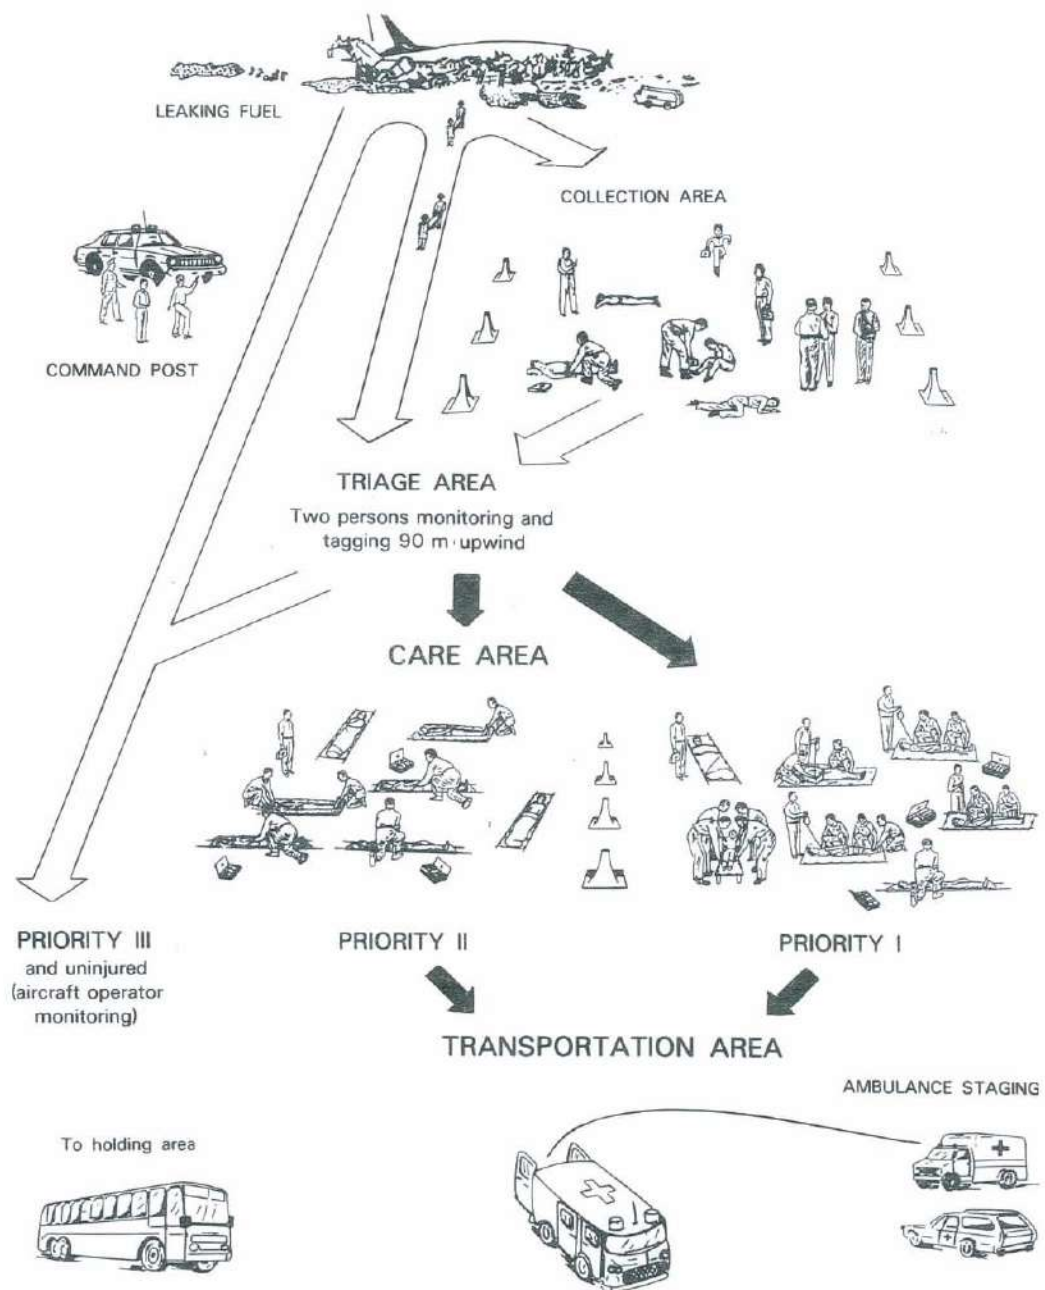 LEAKING FUEL
COLLECTION AREA
COMMAND POST
TRIAGE AREA
Two persons monitoring and
tagging 90 m upwind
CARE AREA
PRIORITY III
and uninjured
(aircraft operator
monitoring)
PRIORITY II
PRIORITY I
TRANSPORTATION AREA
AMBULANCE STAGING
To holding area